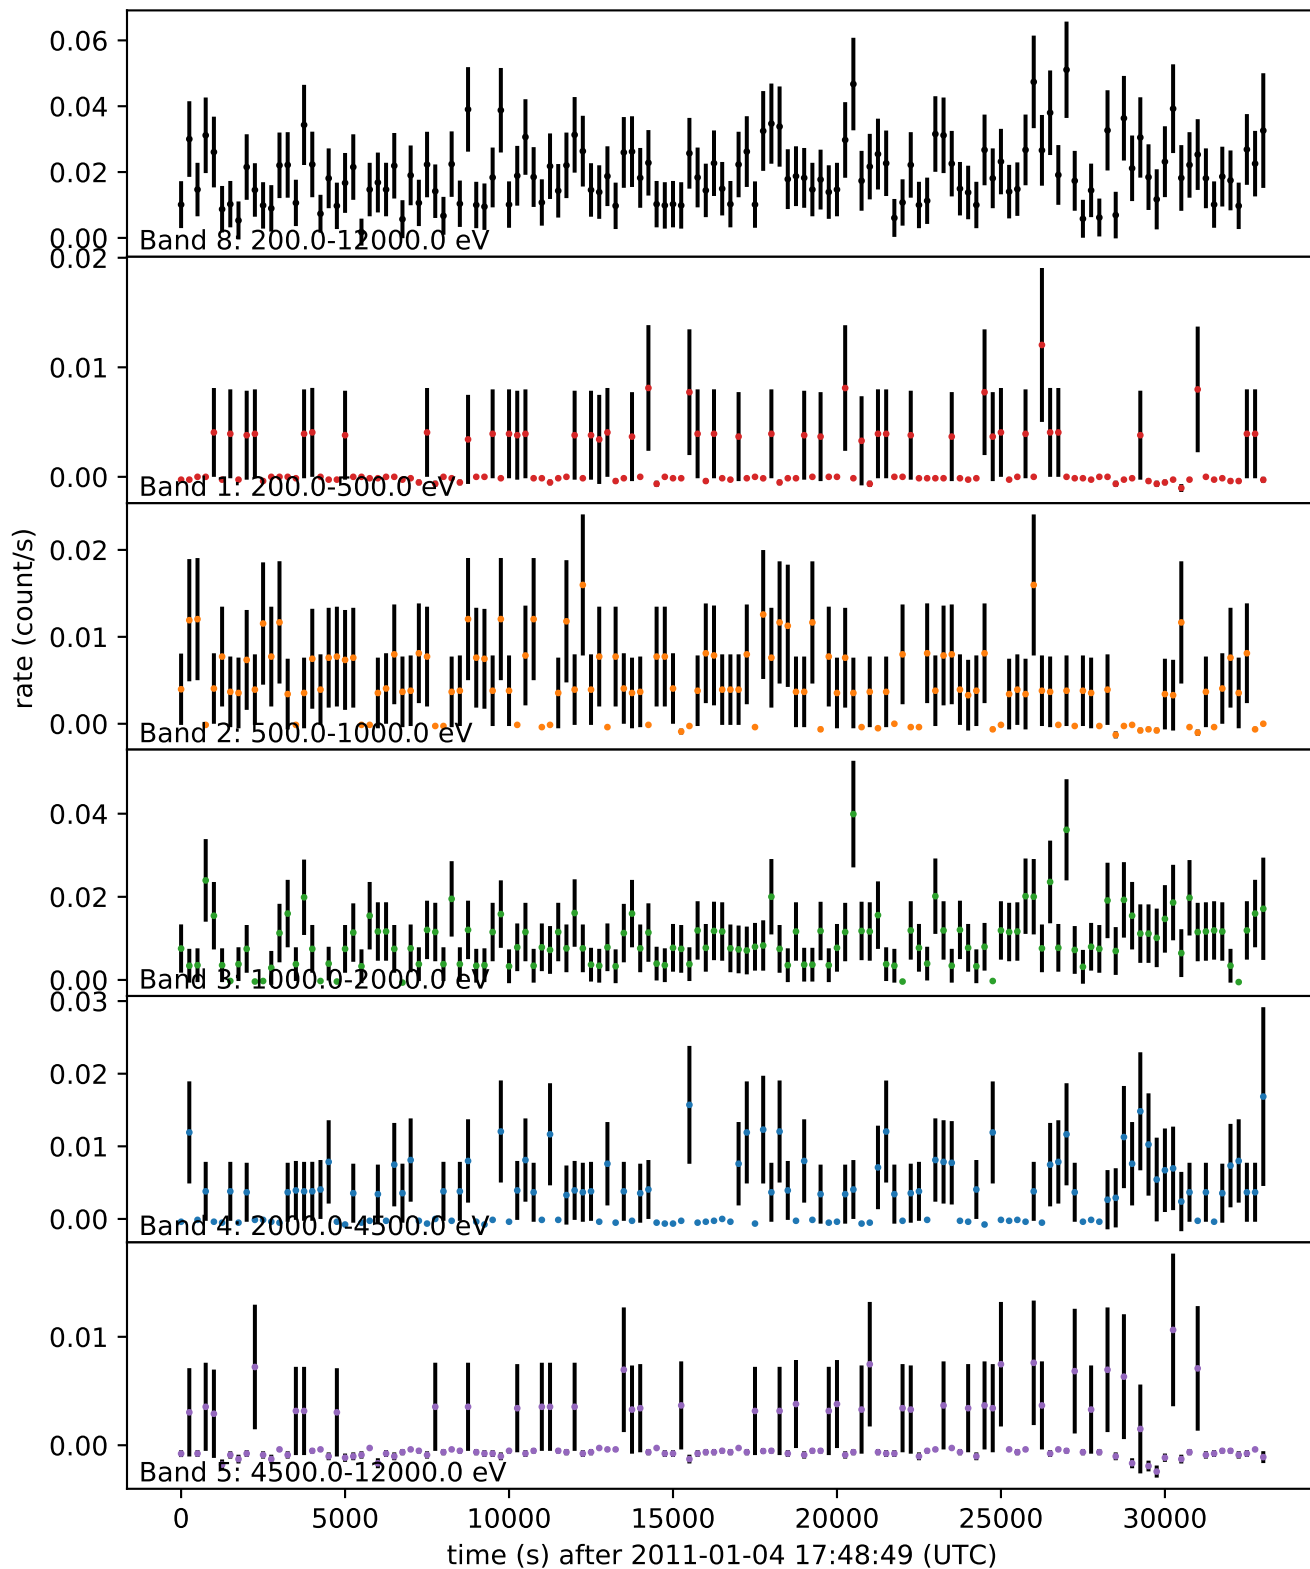 0.06
0.04
0.02
0.00
Band 8: 200.0-12000.0 eV
0.02
0.01
0.00
Band 1: 200.0-500.0 eV
0.02
0.01
0.00
Band 2: 500.0-1000.0 eV
rate (count/s)
0.04
0.02
0.00
Band 3: 1000.0-2000.0 eV
0.03
0.02
0.01
0.00
Band 4: 2000.0-4500.0 eV
0.01
0.00
Band 5: 4500.0-12000.0 eV
0 5000 10000 15000 20000 25000 30000
time (s) after 2011-01-04 17:48:49 (UTC)